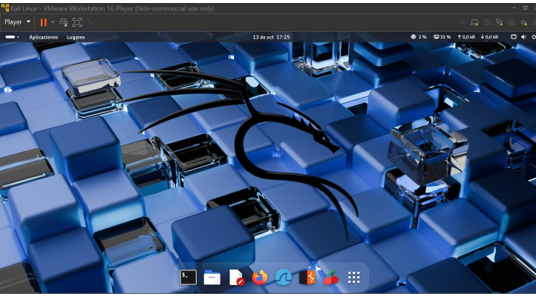 Kali Linux - VMware Workstation 16 Player (Non-commercial use only)
Player
Aplicaciones Lugares 13 de oct 17:25 2 % 31 % 0,0 kB 0,0 kB